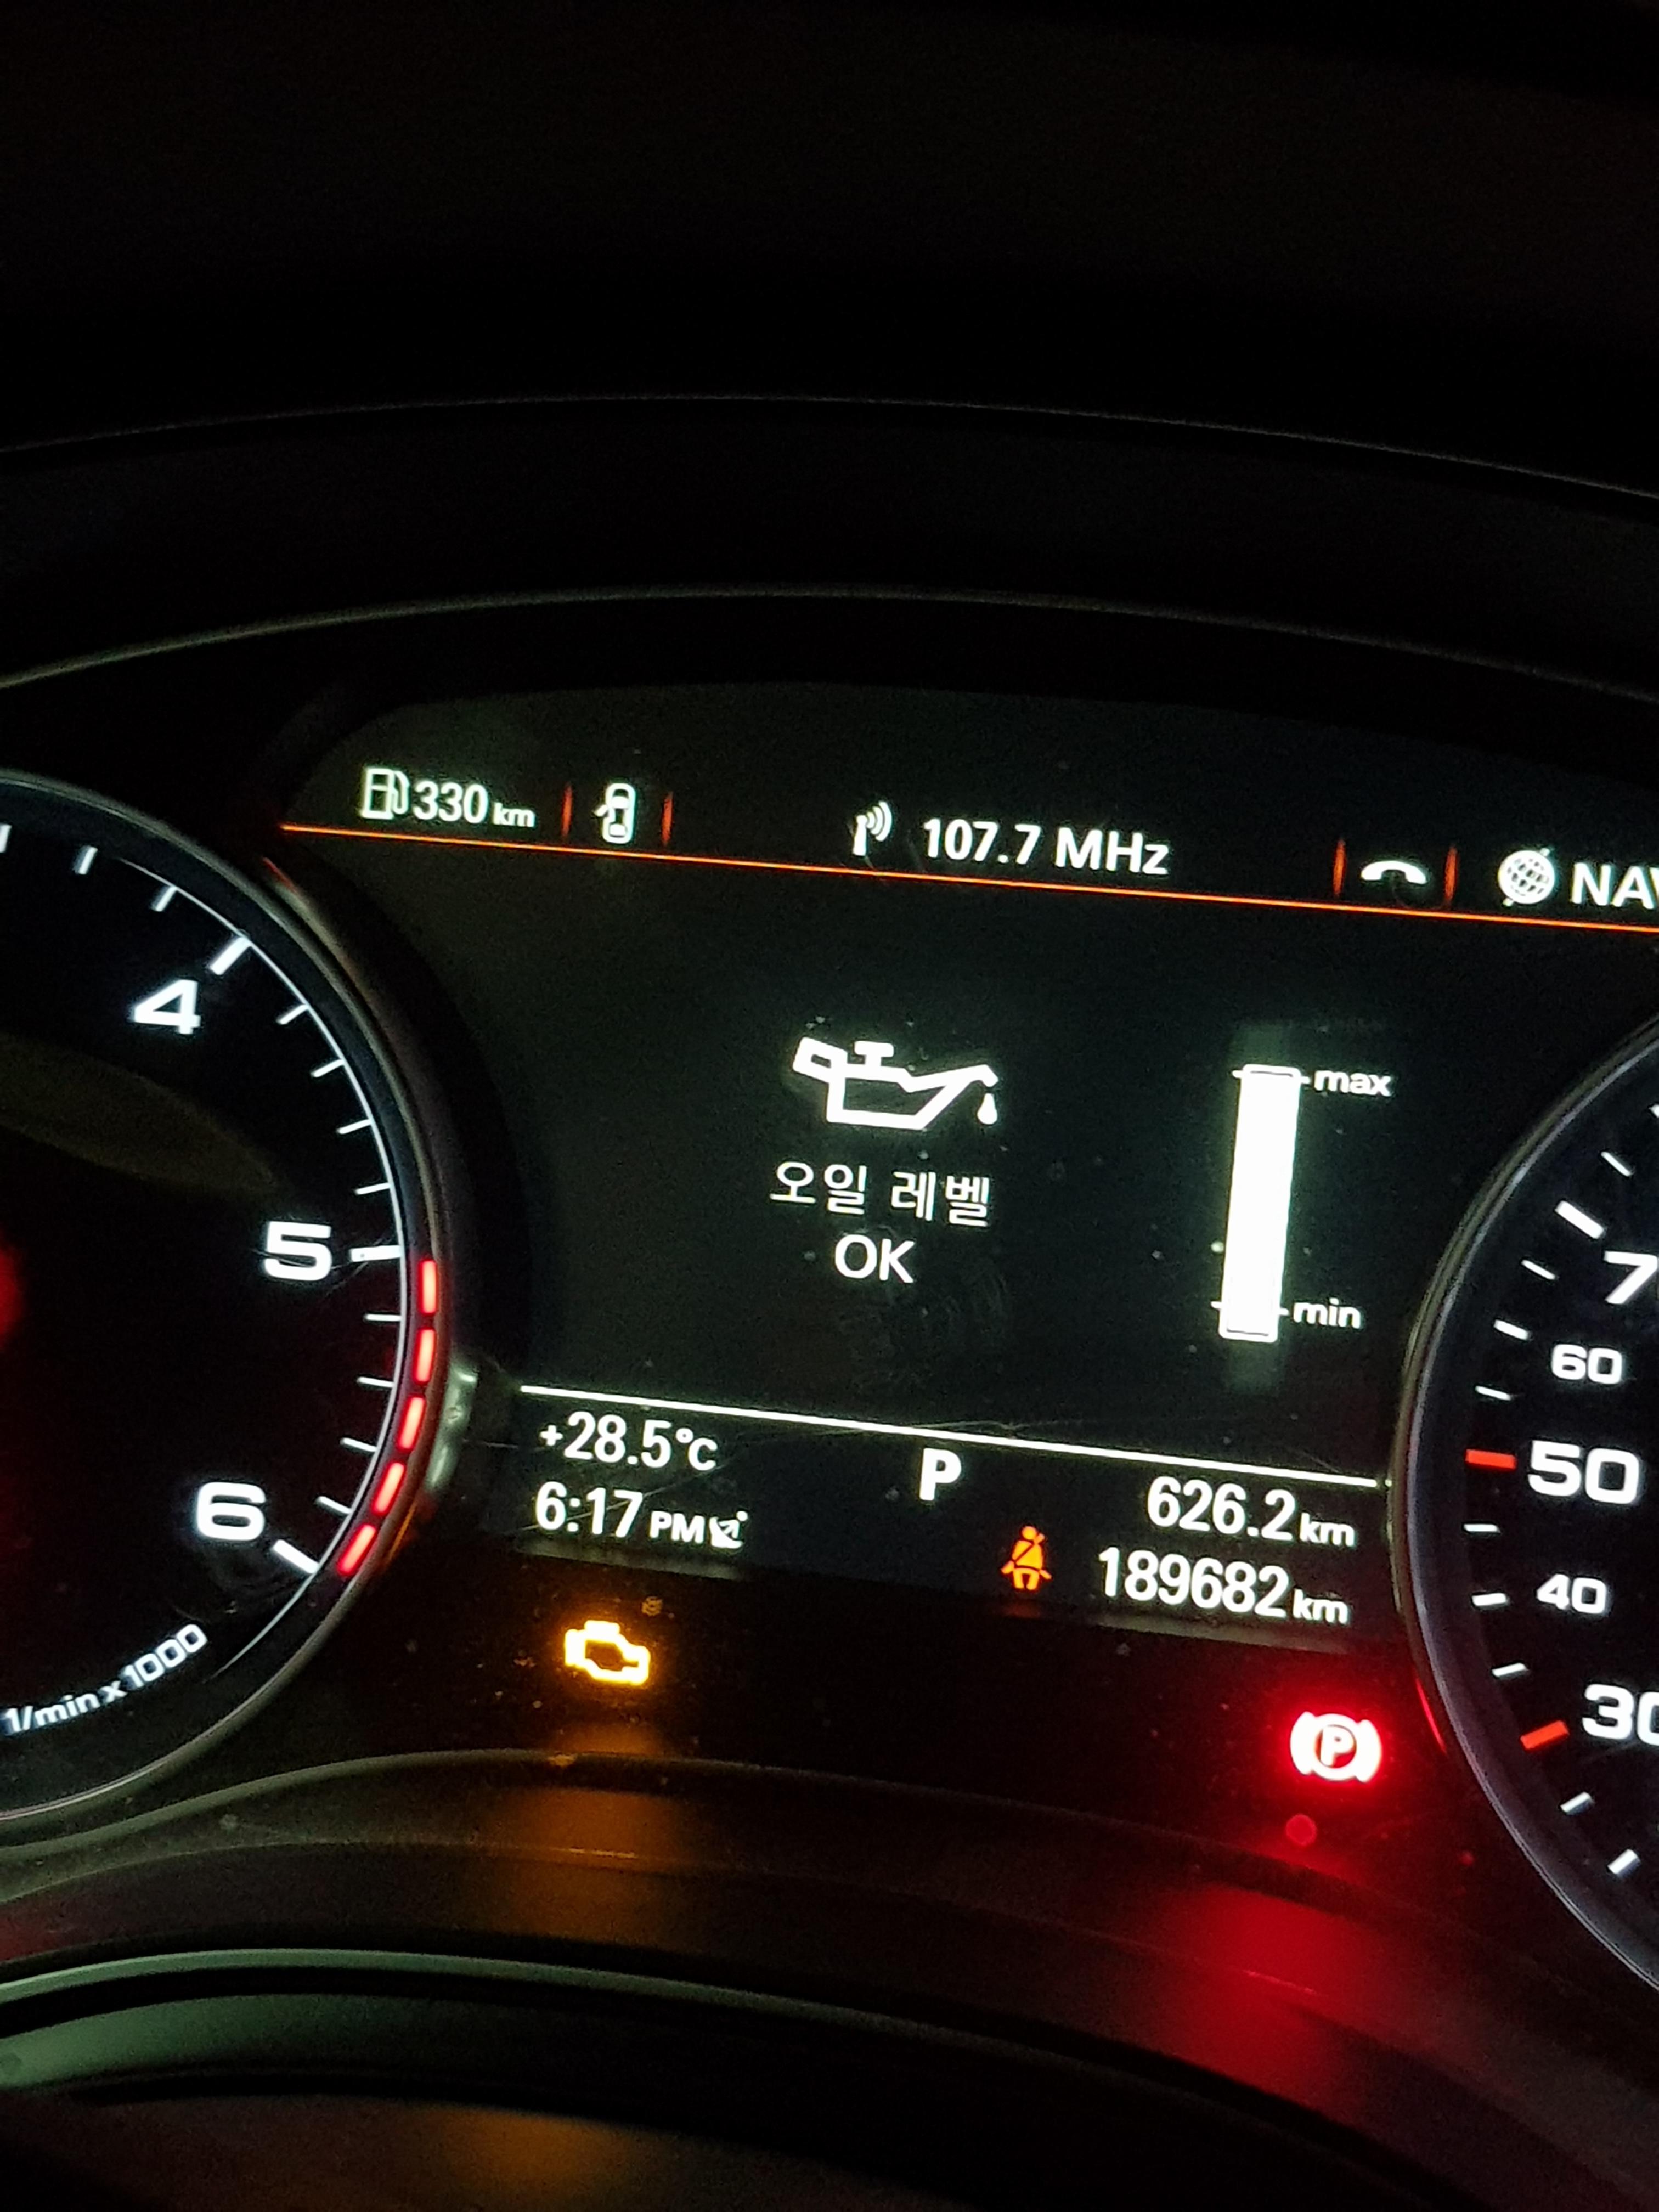 330 km
107.7 MHz
NAV
4
max
오일 레벨
OK
5
min
7
60
+28.5°C
P
626.2 km
50
6:17 PM
189682 km
6
40
1/min x 1000
P
30